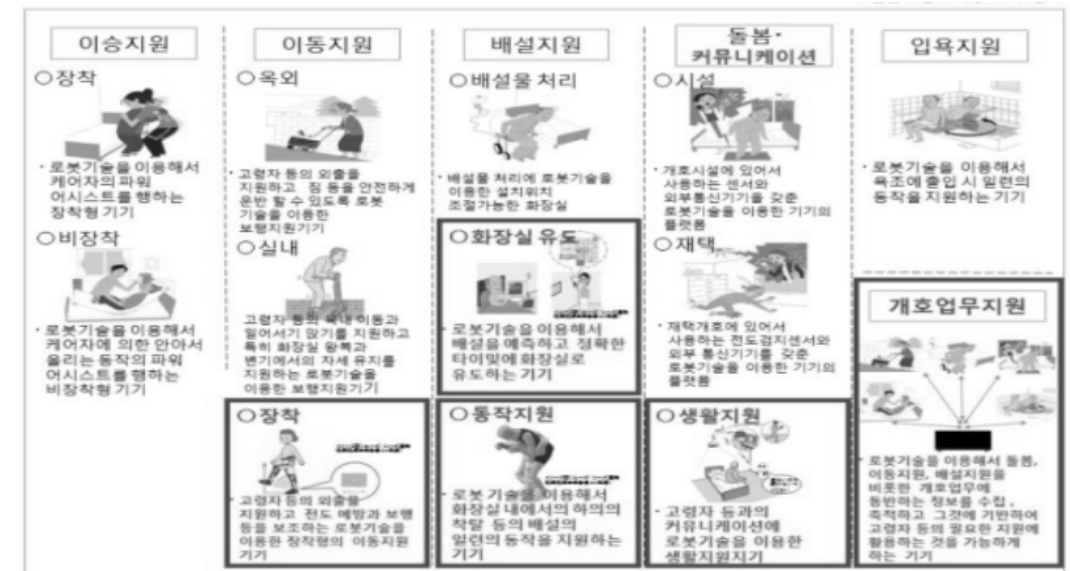 이승지원
○장착
· 로봇기술을 이용해서
케어자의 파워
어시스트를 행하는
장착형 기기
○비장착
· 로봇기술을 이용해서
케어자에 의한 안아서
올리는 동작의 파워
어시스트를 행하는
비장착형 기기
이동지원
○옥외
· 고령자 등의 외출을
지원하고 짐 등을 안전하게
운반 할 수 있도록 로봇
기술을 이용한
보행지원기기
○실내
고령자 등의 옥내 이동과
일어서기 앉기를 지원하고
특히 화장실 왕복과
변기에서의 자세 유지를
지원하는 로봇기술을
이용한 보행지원기기
○장착
· 고령자 등의 외출을
지원하고 전도 예방과 보행
등을 보조하는 로봇기술을
이용한 장착형의 이동지원
기기
배설지원
○배설물 처리
· 배설물 처리에 로봇기술을
이용한 설치위치
조절가능한 화장실
○화장실 유도
· 로봇기술을 이용해서
배설을 예측하고 정확한
타이밍에 화장실로
유도하는 기기
○동작지원
· 로봇 기술을 이용해서
화장실 내에서의 하의의
착탈 등의 배설의
일련의 동작을 지원하는
기기
돌봄·
커뮤니케이션
○시설
· 개호시설에 있어서
사용하는 센서와
외부통신기기를 갖춘
로봇기술을 이용한 기기의
플랫폼
○재택
· 재택개호에 있어서
사용하는 전도검지센서와
외부 통신기기를 갖춘
로봇기술을 이용한 기기의
플랫폼
○생활지원
· 고령자 등과의
커뮤니케이션에
로봇기술을 이용한
생활지원지기
입욕지원
· 로봇기술을 이용해서
욕조에 출입 시 일련의
동작을 지원하는 기기
개호업무지원
· 로봇기술을 이용해서 돌봄,
이동지원, 배설지원을
비롯한 개호업무에
동반하는 정보를 수집,
축적하고 그것에 기반하여
고령자 등의 필요한 지원에
활용하는 것을 가능하게
하는 기기